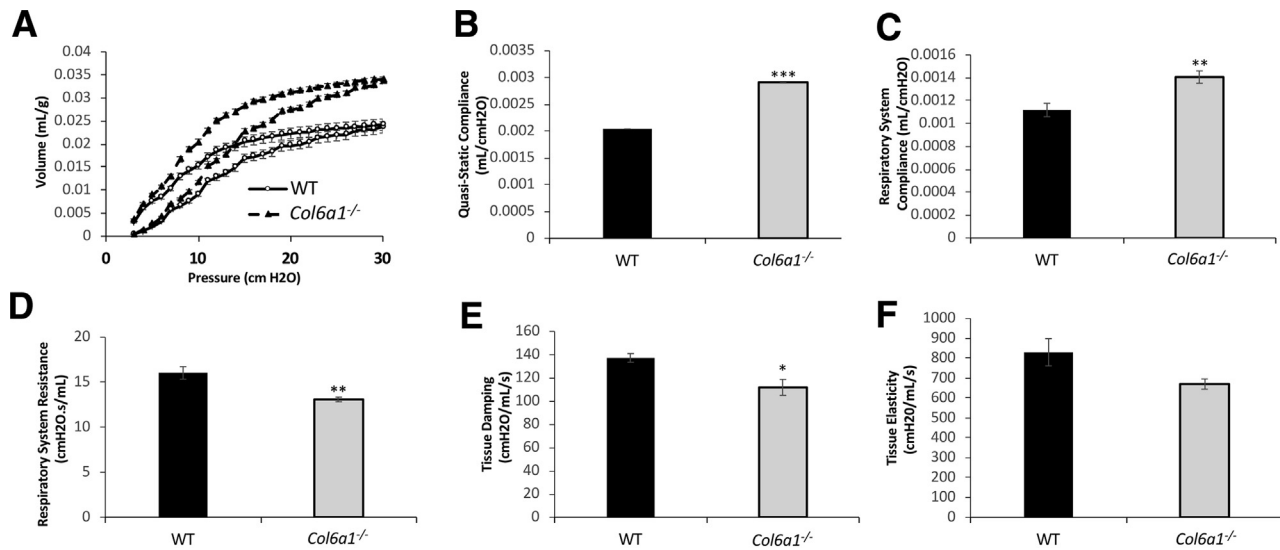 A
0.04
0.035
0.03
0.025
0.02
0.015
0.01
0.005
0
Volume (mL/g)
0
10
20
30
Pressure (cm H2O)
WT
Col6a1-/-
B
0.0035
0.003
0.0025
0.002
0.0015
0.001
0.0005
0
Quasi-Static Compliance
(mL/cmH2O)
***
WT
Col6a1-/-
C
0.0016
0.0014
0.0012
0.001
0.0008
0.0006
0.0004
0.0002
0
Respiratory System
Compliance (mL/cmH2O)
**
WT
Col6a1-/-
D
20
15
10
5
0
Respiratory System Resistance
(cmH2O.s/mL)
**
WT
Col6a1-/-
E
160
140
120
100
80
60
40
20
0
Tissue Damping
(cmH2O/mL/s)
*
WT
Col6a1-/-
F
1000
900
800
700
600
500
400
300
200
100
0
Tissue Elasticity
(cmH20/mL/s)
WT
Col6a1-/-